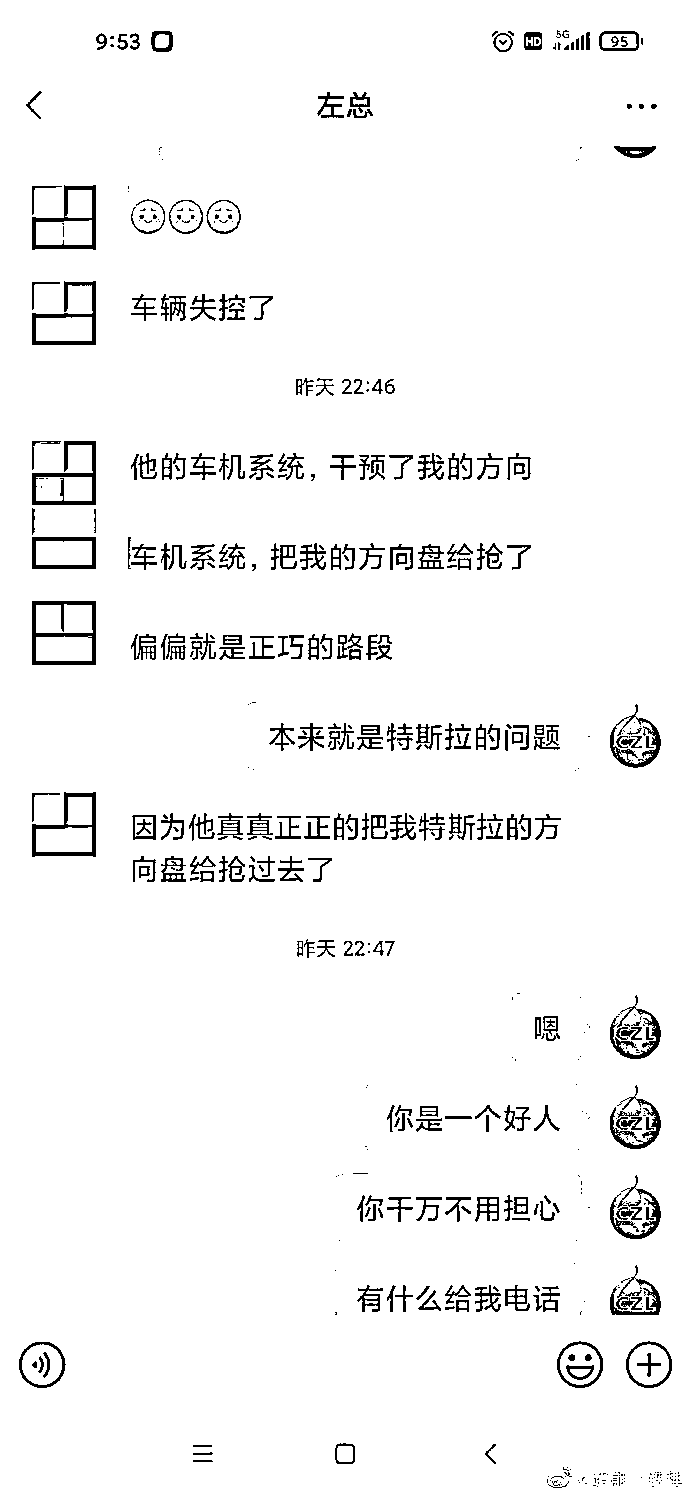 9:53
HD
5G
95
左总
车辆失控了
昨天 22:46
他的车机系统，干预了我的方向
车机系统，把我的方向盘给抢了
偏偏就是正巧的路段
本来就是特斯拉的问题
CZL
因为他真真正正的把我特斯拉的方
向盘给抢过去了
昨天 22:47
嗯
CZL
你是一个好人
CZL
你千万不用担心
CZL
有什么给我电话
CZL